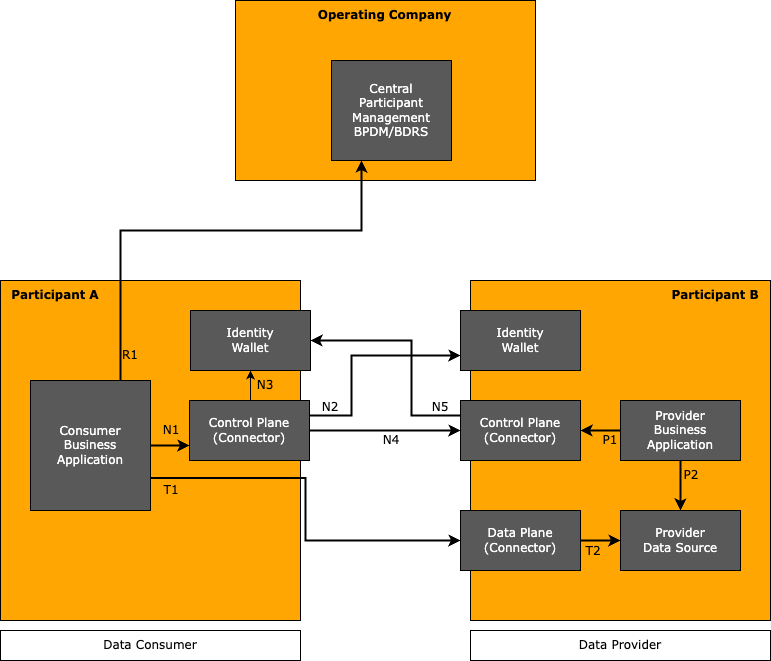 Operating Company
Central
Participant
Management
BPDM/BDRS
Participant A
Participant B
Identity
Wallet
Identity
Wallet
R1
N3
N2
N5
Consumer
Business
Application
N1
Control Plane
(Connector)
N4
Control Plane
(Connector)
P1
Provider
Business
Application
P2
T1
Data Plane
(Connector)
T2
Provider
Data Source
Data Consumer
Data Provider